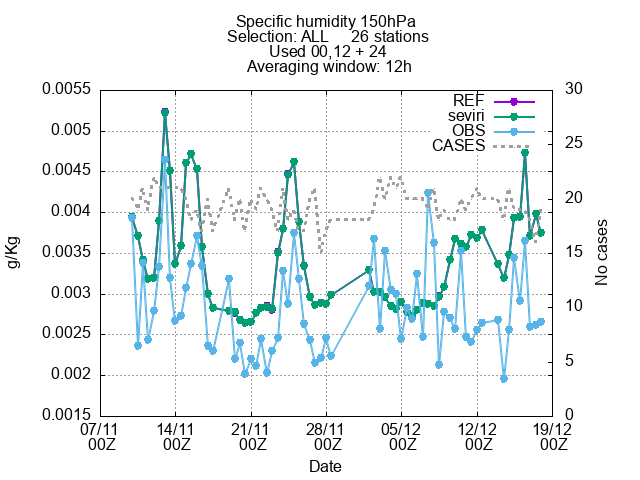 Specific humidity 150hPa
Selection: ALL 26 stations
Used 00,12 + 24
Averaging window: 12h
REF
seviri
OBS
CASES
0.0055
0.005
0.0045
0.004
0.0035
0.003
0.0025
0.002
0.0015
30
25
20
15
10
5
0
g/Kg
No cases
07/11 14/11 21/11 28/11 05/12 12/12 19/12
00Z 00Z 00Z 00Z 00Z 00Z 00Z
Date